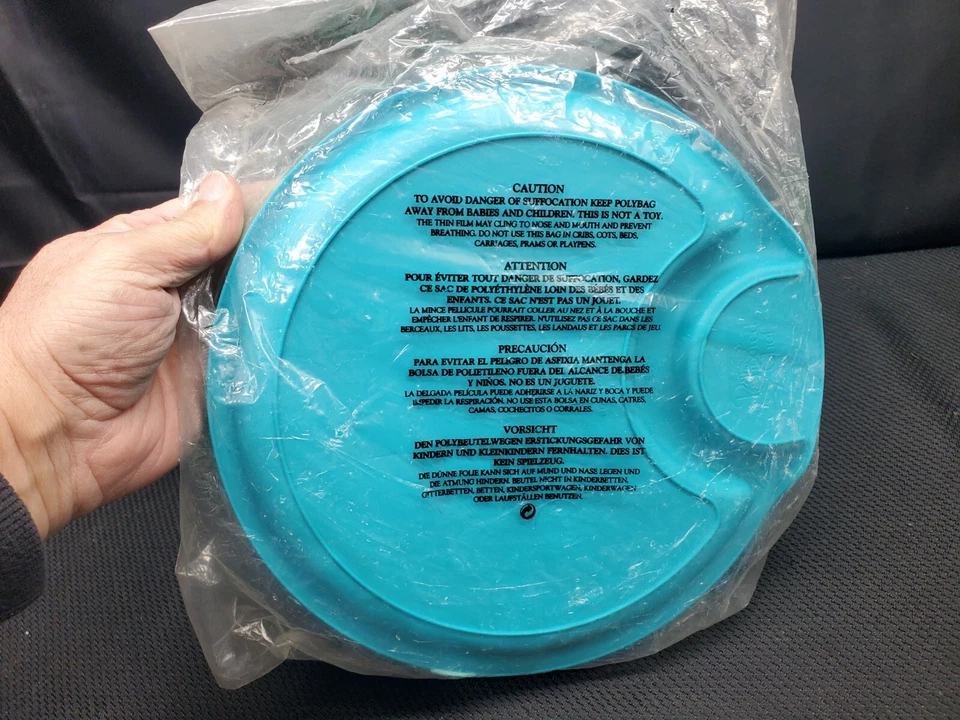 CAUTION
TO AVOID DANGER OF SUFFOCATION KEEP POLYBAG
AWAY FROM BABIES AND CHILDREN. THIS IS NOT A TOY.
THE THIN FILM MAY CLING TO NOSE AND MOUTH AND PREVENT
BREATHING. DO NOT USE THIS BAG IN CRIBS, COTS, BEDS,
CARRIAGES, PRAMS OR PLAYPENS.
ATTENTION
POUR ÉVITER TOUT DANGER DE SUFFOCATION, GARDEZ
CE SAC DE POLYÉTHYLÈNE LOIN DES BÉBÉS ET DES
ENFANTS. CE SAC N'EST PAS UN JOUET.
LA MINCE PELLICULE POURRAIT COLLER AU NEZ ET À LA BOUCHE ET
EMPÊCHER L'ENFANT DE RESPIRER. N'UTILISEZ PAS CE SAC DANS LES
BERCEAUX, LES LITS, LES POUSSETTES, LES LANDAUS ET LES PARCS DE JEU.
PRECAUCIÓN
PARA EVITAR EL PELIGRO DE ASFIXIA MANTENGA LA
BOLSA DE POLIETILENO FUERA DEL ALCANCE DE BEBÉS
Y NIÑOS. NO ES UN JUGUETE.
LA DELGADA PELÍCULA PUEDE ADHERIRSE A LA NARIZ Y BOCA Y PUEDE
IMPEDIR LA RESPIRACIÓN. NO USE ESTA BOLSA EN CUNAS, CATRES,
CAMAS, COCHECITOS O CORRALES.
VORSICHT
DEN POLYBEUTEL WEGEN ERSTICKUNGSGEFAHR VON
KINDERN UND KLEINKINDERN FERNHALTEN. DIES IST
KEIN SPIELZEUG.
DIE DÜNNE FOLIE KANN SICH AUF MUND UND NASE LEGEN UND
DIE ATMUNG HINDERN. BEUTEL NICHT IN KINDERBETTEN,
GITTERBETTEN, BETTEN, KINDERSPORTWAGEN, KINDERWAGEN
ODER LAUFSTÄLLEN BENUTZEN.